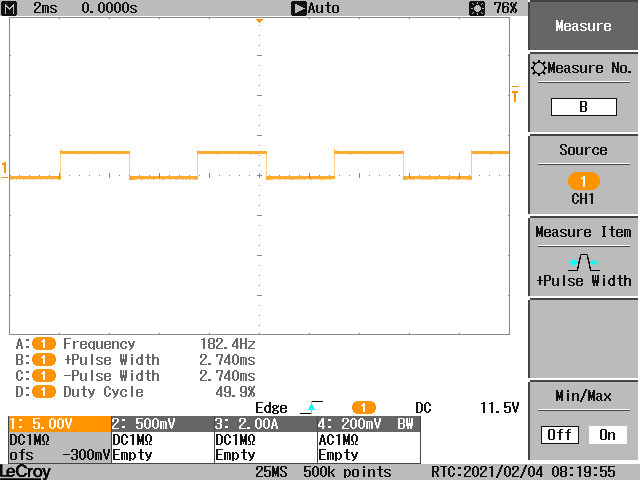 M 2ms 0.0000s Auto 76%
Measure
Measure No.
B
T
1
Source
1
CH1
Measure Item
+Pulse Width
A: 1 Frequency 182.4Hz
B: 1 +Pulse Width 2.740ms
C: 1 -Pulse Width 2.740ms
D: 1 Duty Cycle 49.9%
Min/Max
Off On
Edge 1 DC 11.5V
1: 5.00V 2: 500mV 3: 2.00A 4: 200mV BW
DC1MΩ DC1MΩ DC1MΩ AC1MΩ
ofs -300mV Empty Empty Empty
LeCroy 25MS 500k points RTC:2021/02/04 08:19:55